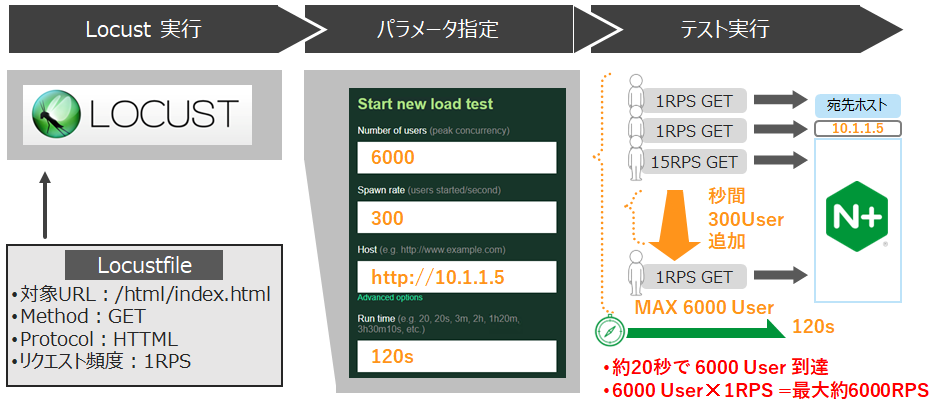 Locust 実行
パラメータ指定
テスト実行
LOCUST
Locustfile
・対象URL：/html/index.html
・Method：GET
・Protocol：HTTML
・リクエスト頻度：1RPS
Start new load test
Number of users (peak concurrency)
6000
Spawn rate (users started/second)
300
Host (e.g. http://www.example.com)
http://10.1.1.5
Advanced options
Run time (e.g. 20, 20s, 3m, 2h, 1h20m,
3h30m10s, etc.)
120s
1RPS GET
1RPS GET
15RPS GET
秒間
300User
追加
1RPS GET
MAX 6000 User
120s
宛先ホスト
10.1.1.5
N+
®
・約20秒で 6000 User 到達
・6000 User×1RPS =最大約6000RPS